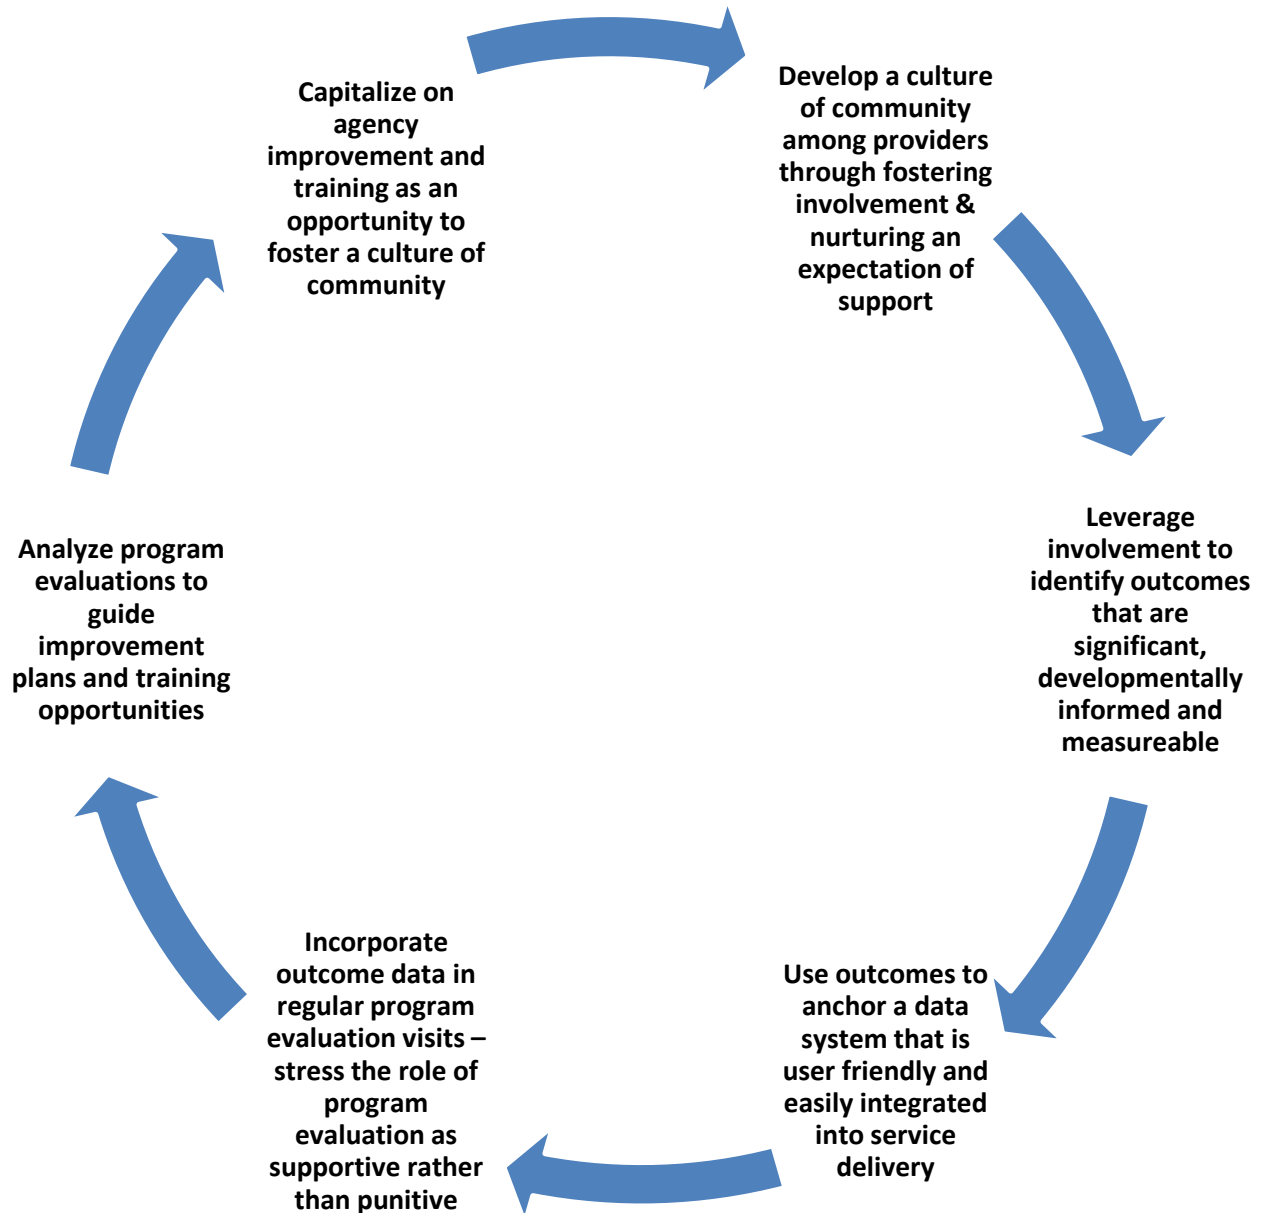 Capitalize on
agency
improvement and
training as an
opportunity to
foster a culture of
community
Develop a culture
of community
among providers
through fostering
involvement &
nurturing an
expectation of
support
Leverage
involvement to
identify outcomes
that are
significant,
developmentally
informed and
measureable
Use outcomes to
anchor a data
system that is
user friendly and
easily integrated
into service
delivery
Incorporate
outcome data in
regular program
evaluation visits –
stress the role of
program
evaluation as
supportive rather
than punitive
Analyze program
evaluations to
guide
improvement
plans and training
opportunities